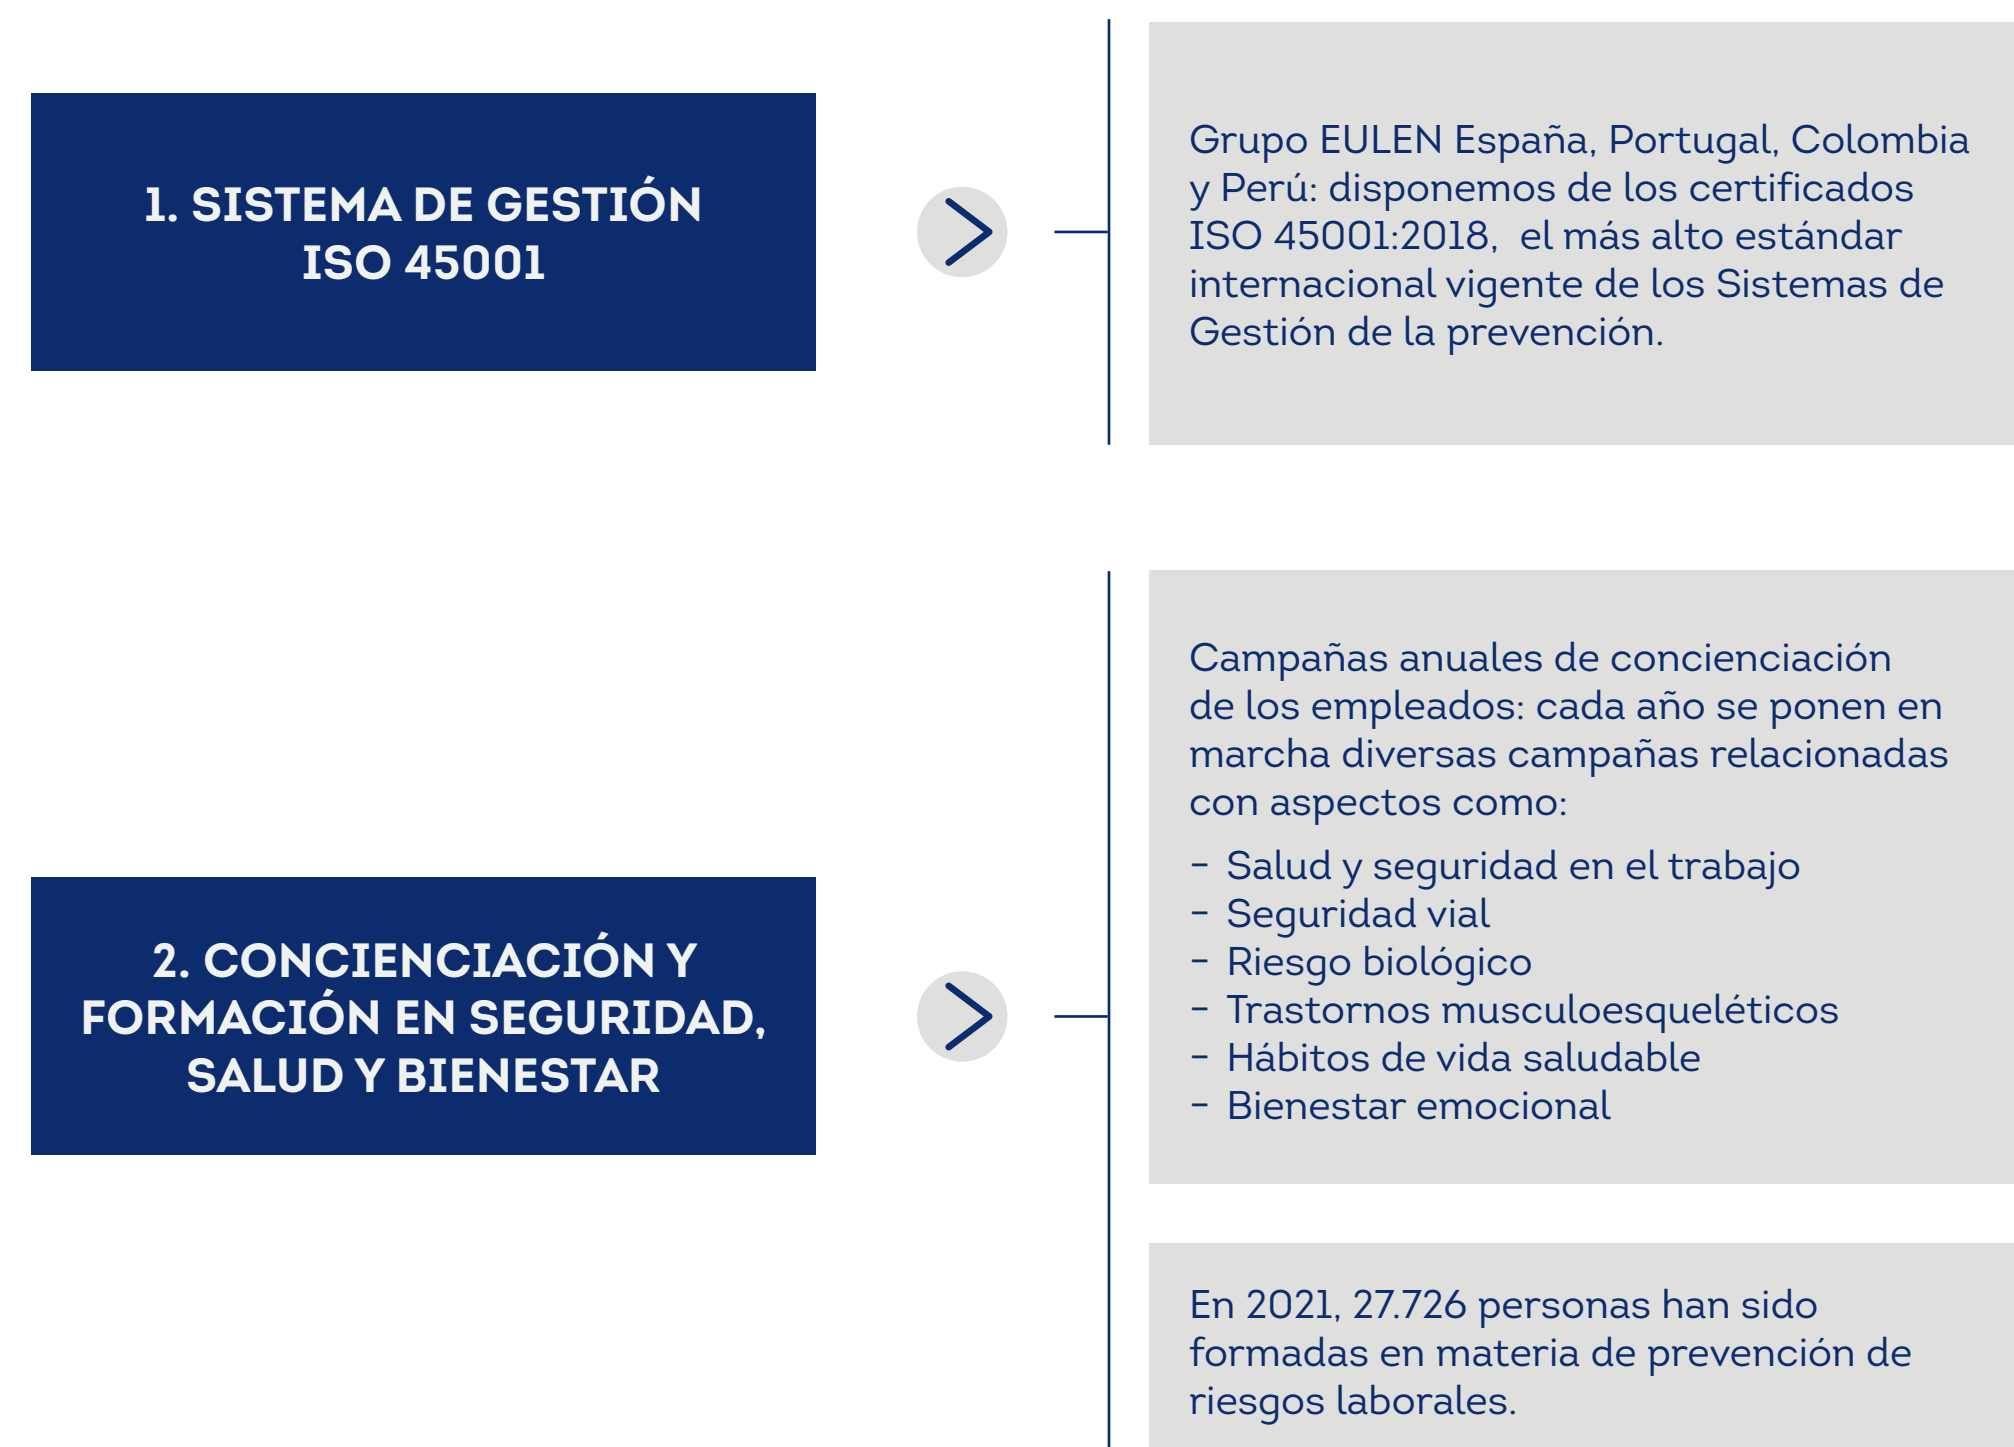 1. SISTEMA DE GESTIÓN
ISO 45001
Grupo EULEN España, Portugal, Colombia
y Perú: disponemos de los certificados
ISO 45001:2018, el más alto estándar
internacional vigente de los Sistemas de
Gestión de la prevención.
2. CONCIENCIACIÓN Y
FORMACIÓN EN SEGURIDAD,
SALUD Y BIENESTAR
Campañas anuales de concienciación
de los empleados: cada año se ponen en
marcha diversas campañas relacionadas
con aspectos como:
- Salud y seguridad en el trabajo
- Seguridad vial
- Riesgo biológico
- Trastornos musculoesqueléticos
- Hábitos de vida saludable
- Bienestar emocional
En 2021, 27.726 personas han sido
formadas en materia de prevención de
riesgos laborales.